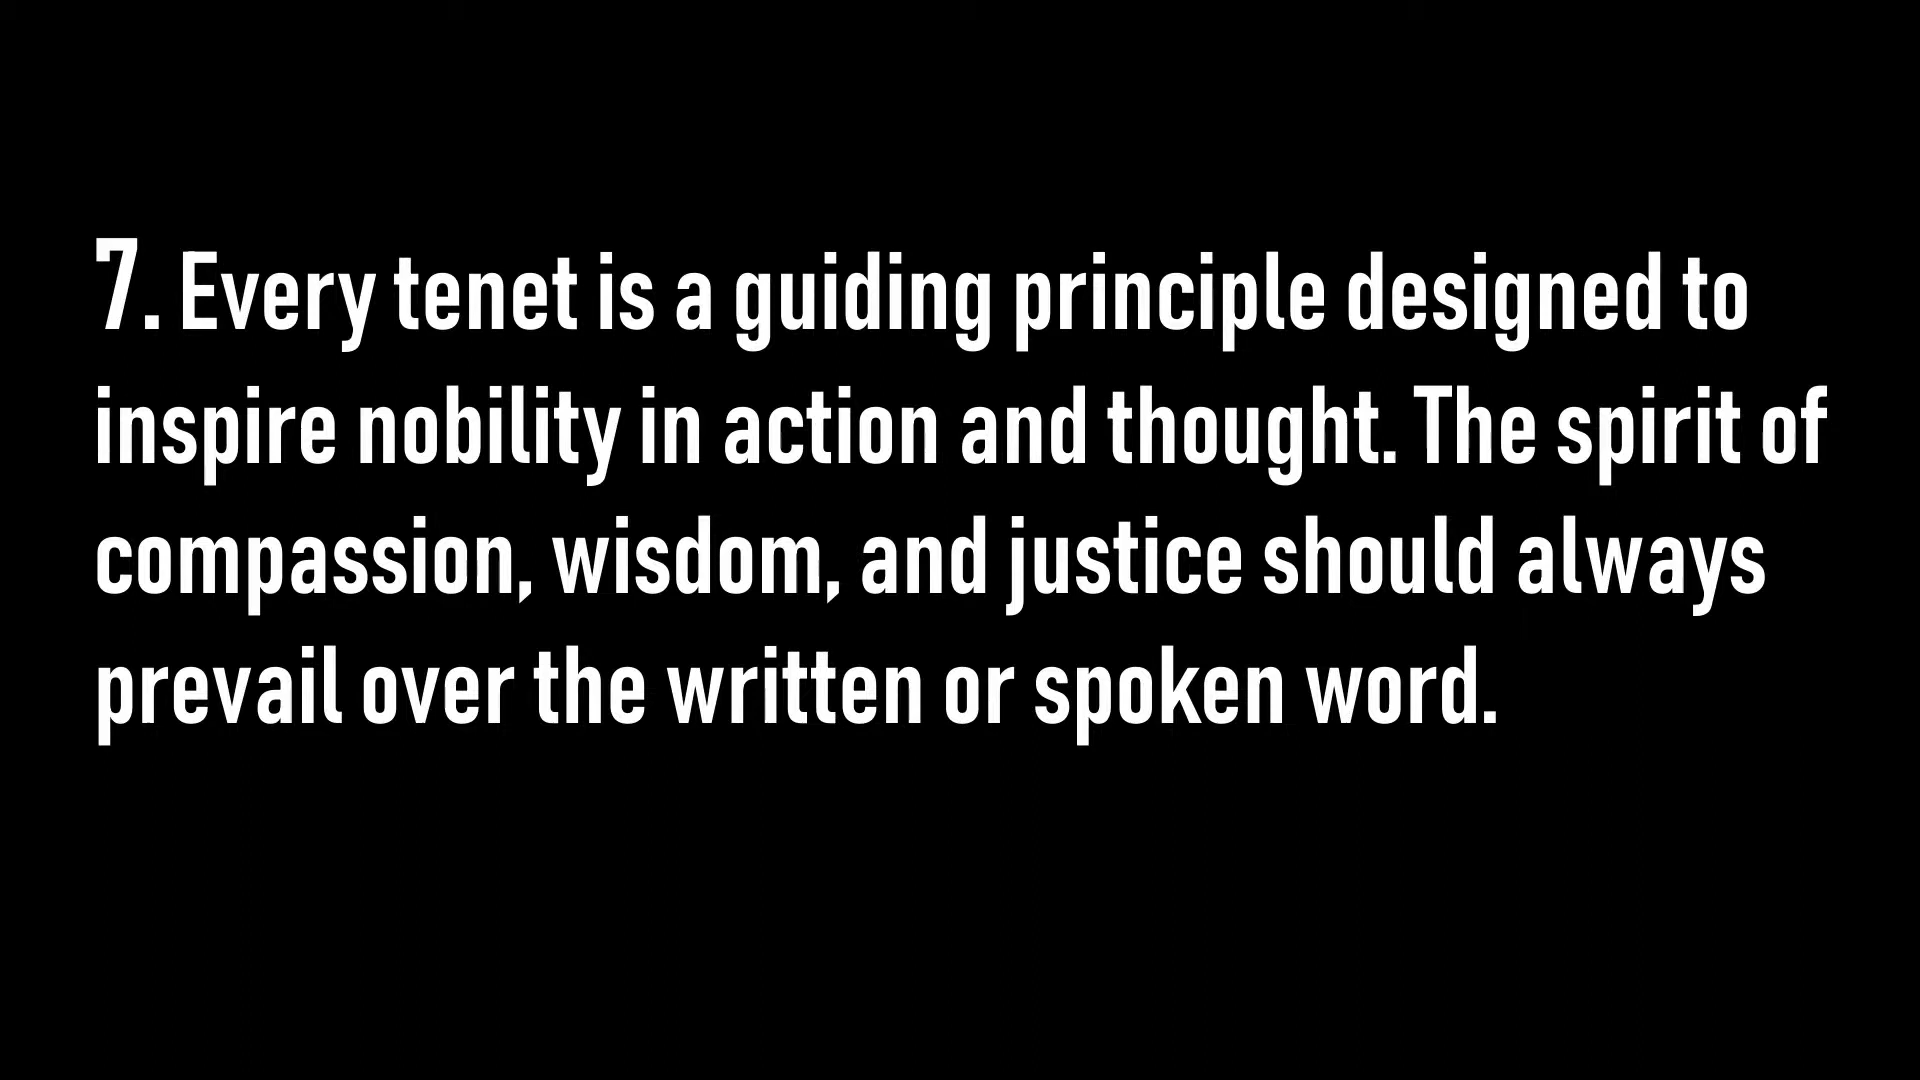 7. Every tenet is a guiding principle designed to
inspire nobility in action and thought. The spirit of
compassion, wisdom, and justice should always
prevail over the written or spoken word.